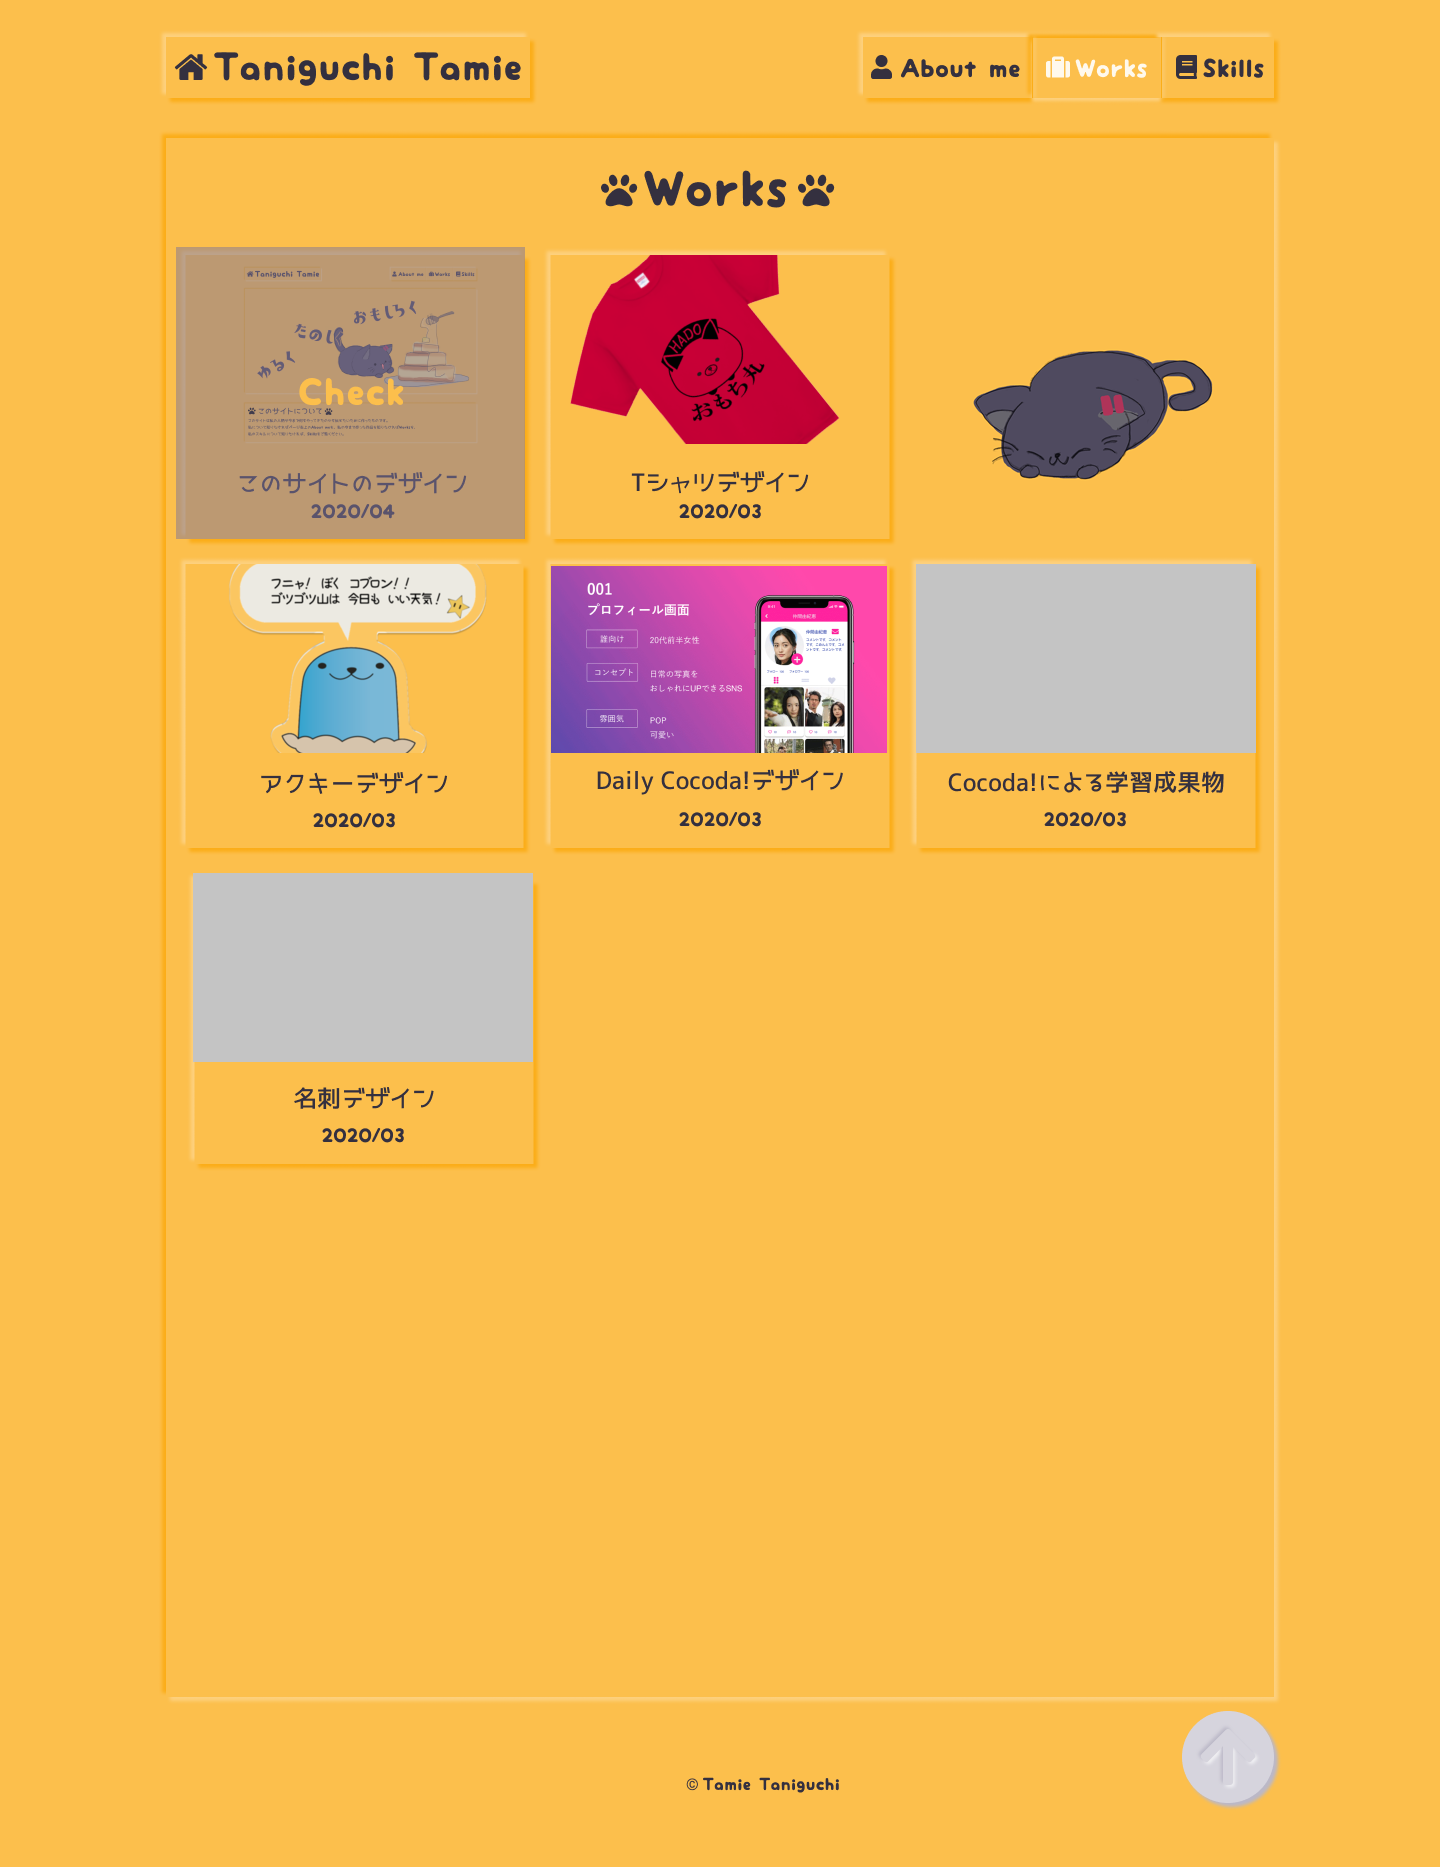 Taniguchi Tamie
About me
Works
Skills
Works
Taniguchi Tamie
About me
Works
Skills
ゆるく
たのし
おもしろく
Check
このサイトについて
このサイトのデザイン
2020/04
HADO
おもち丸
Tシャツデザイン
2020/03
フニャ! ぼく コブロン!!
ゴツゴツ山は 今日も いい天気!
アクキーデザイン
2020/03
001
プロフィール画面
誰向け
20代前半女性
コンセプト
日常の写真を
おしゃれにUPできるSNS
雰囲気
POP
可愛い
Daily Cocoda!デザイン
2020/03
Cocoda!による学習成果物
2020/03
名刺デザイン
2020/03
© Tamie Taniguchi